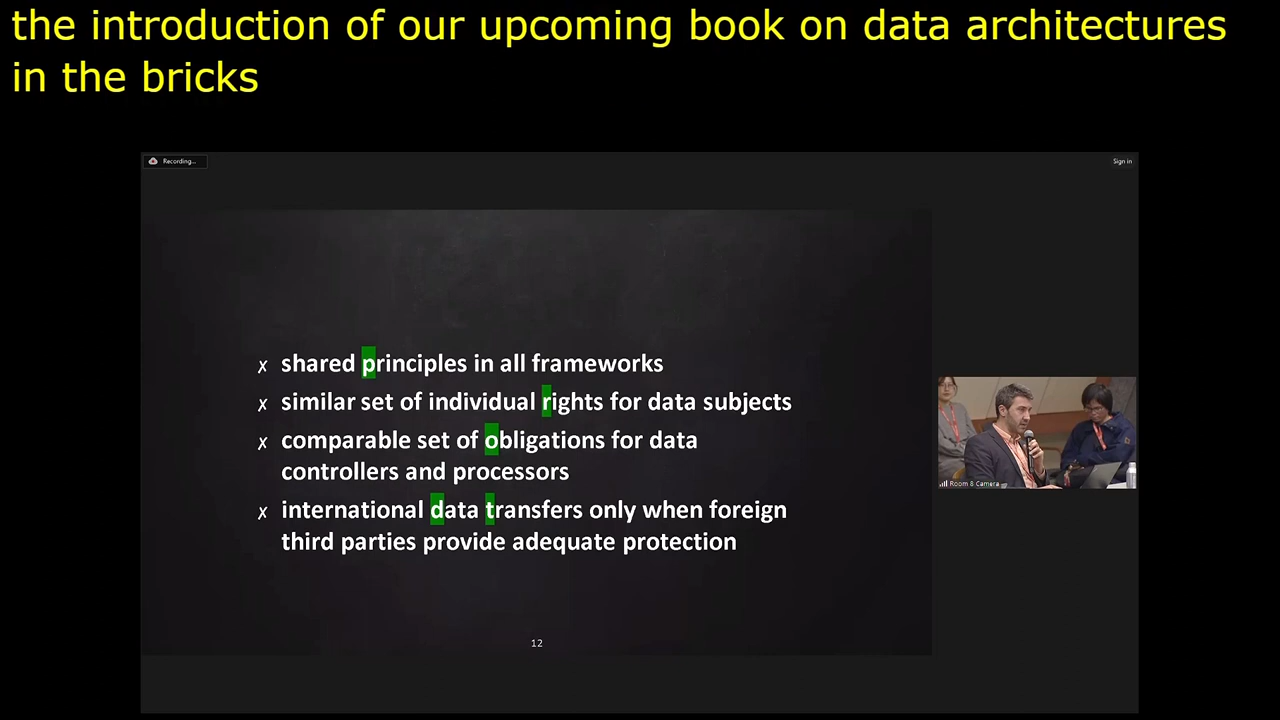 the introduction of our upcoming book on data architectures
in the bricks
Recording...
Sign in
x shared principles in all frameworks
x similar set of individual rights for data subjects
x comparable set of obligations for data
controllers and processors
x international data transfers only when foreign
third parties provide adequate protection
Room 8 Camera
12